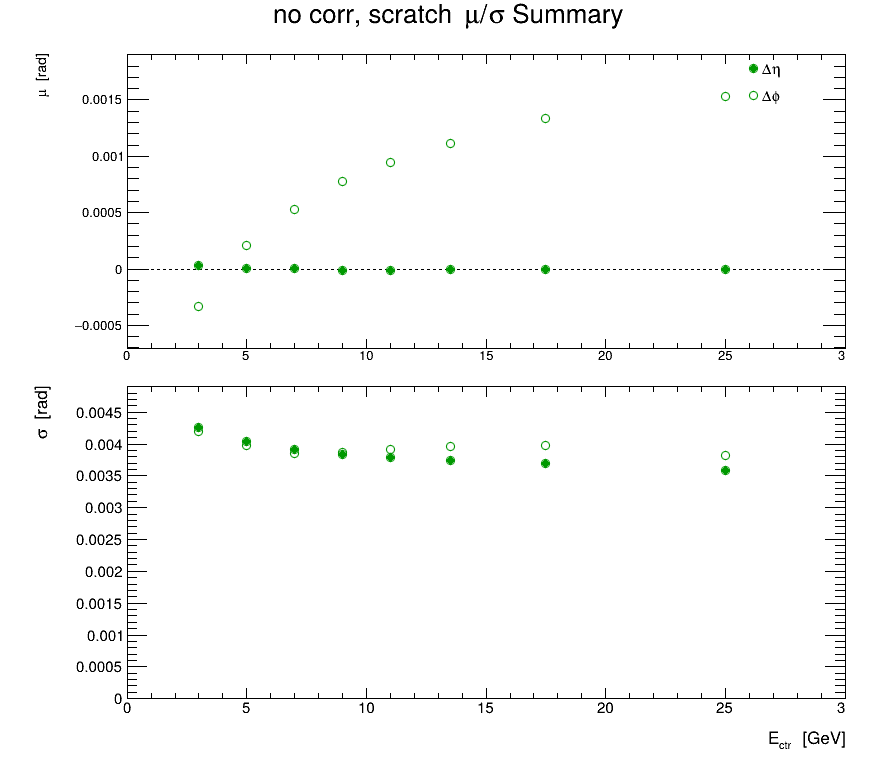 no corr, scratch μ/σ Summary
μ [rad]
0.0015
0.001
0.0005
0
−0.0005
Δη
Δϕ
0 5 10 15 20 25 3
σ [rad]
0.0045
0.004
0.0035
0.003
0.0025
0.002
0.0015
0.001
0.0005
0
0 5 10 15 20 25 3
E_ctr [GeV]